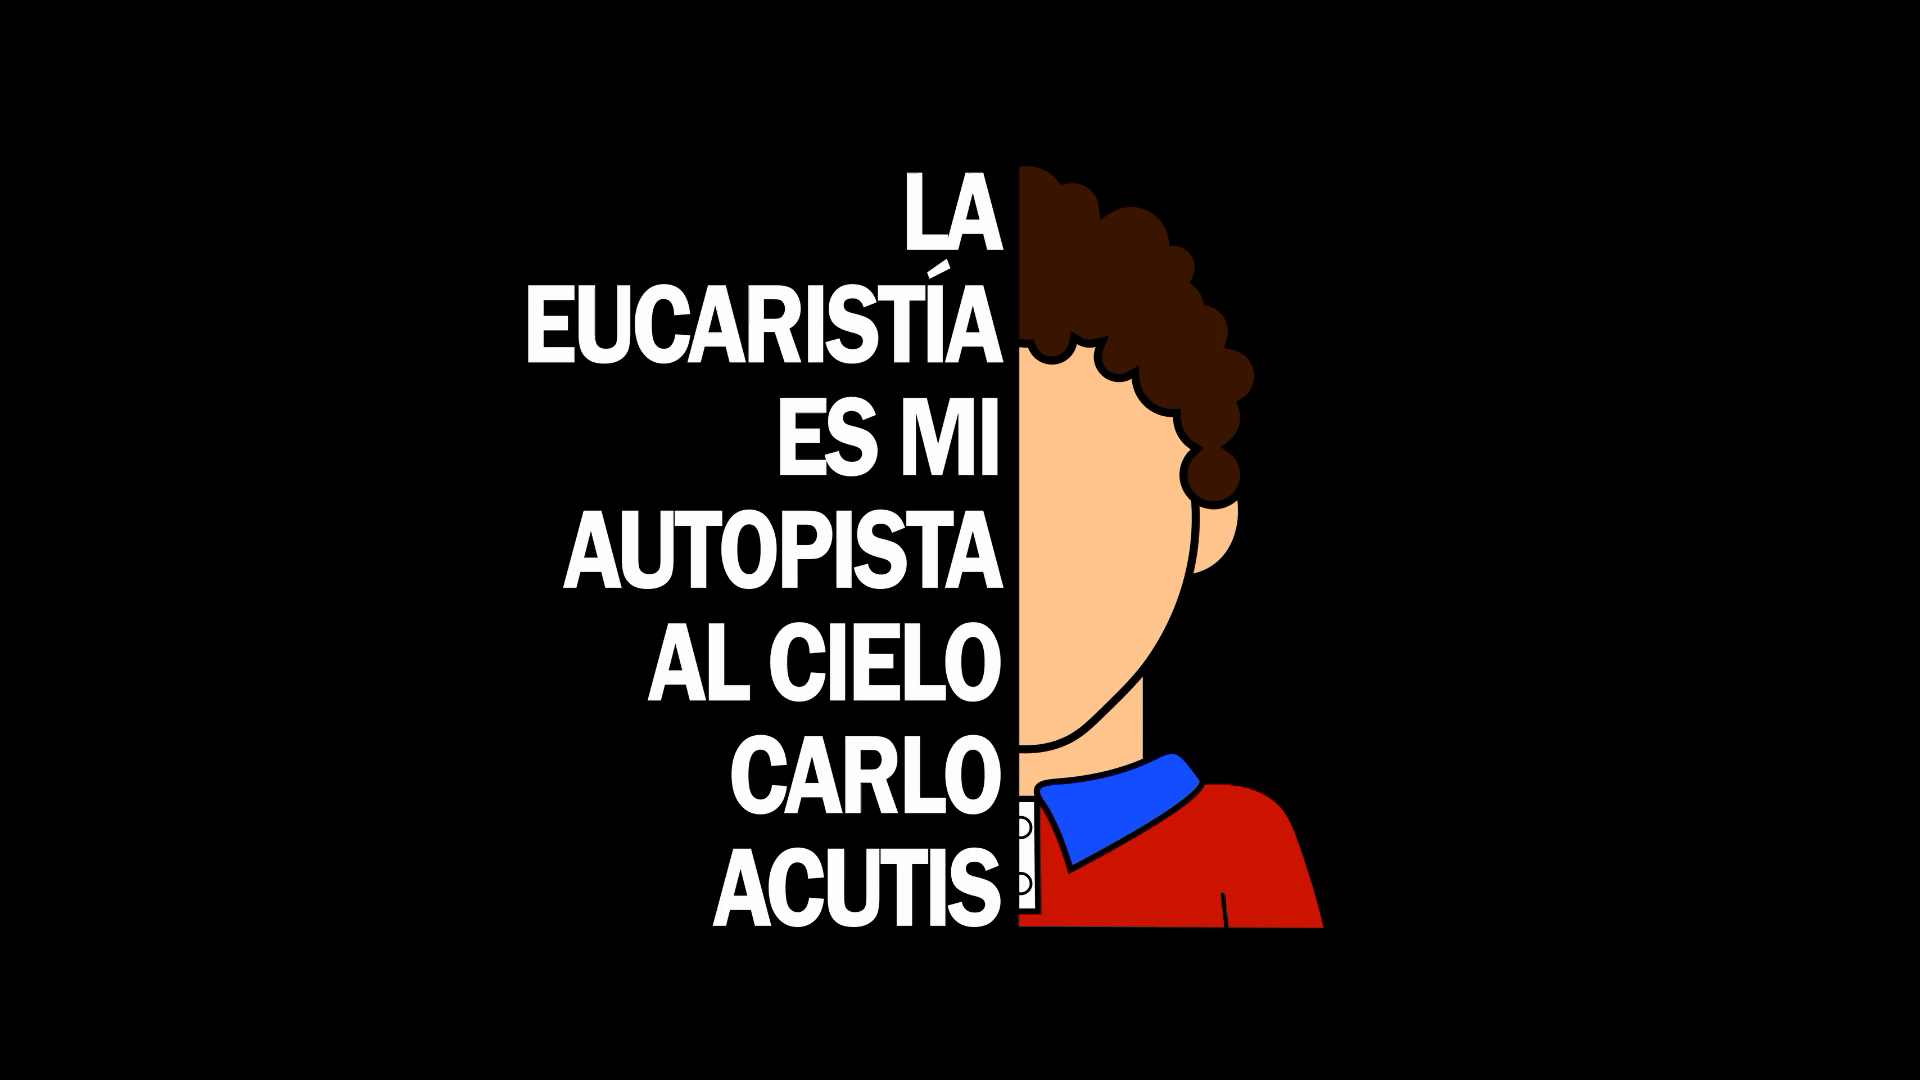 LA
EUCARISTÍA
ES MI
AUTOPISTA
AL CIELO
CARLO
ACUTIS